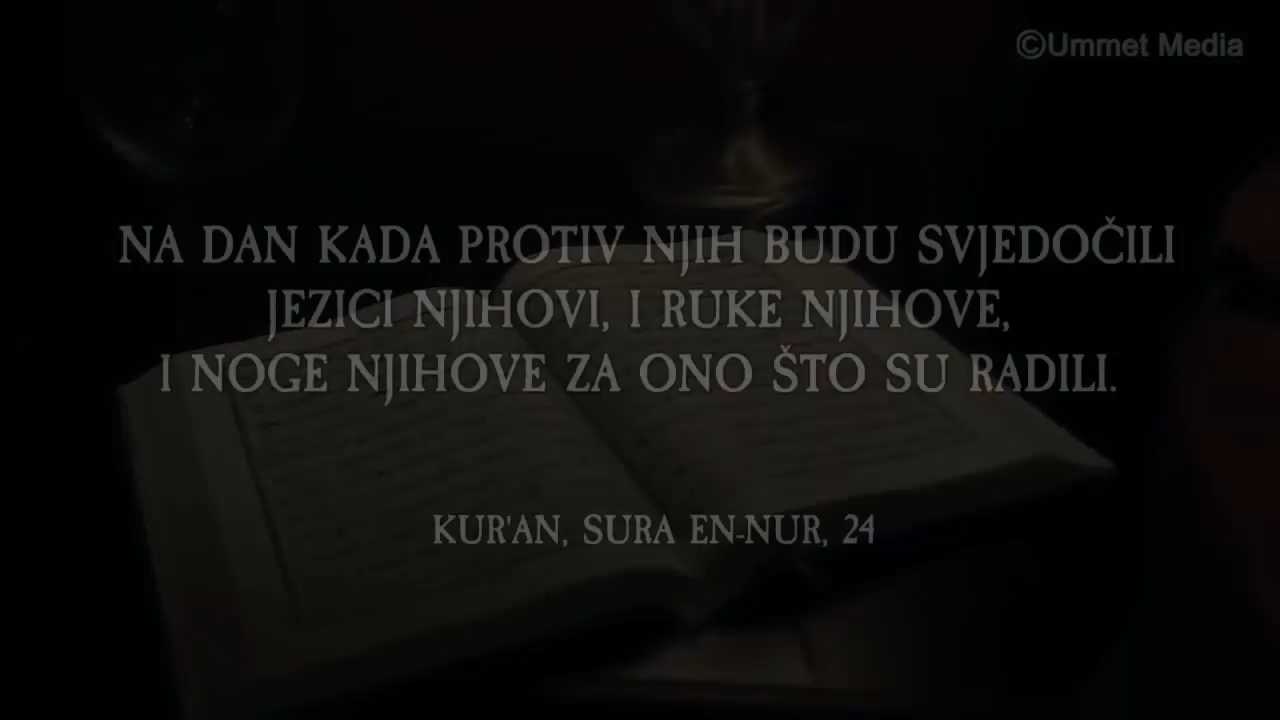 ©Ummet Media
NA DAN KADA PROTIV NJIH BUDU SVJEDOČILI
JEZICI NJIHOVI, I RUKE NJIHOVE,
I NOGE NJIHOVE ZA ONO ŠTO SU RADILI.
KUR'AN, SURA EN-NUR, 24